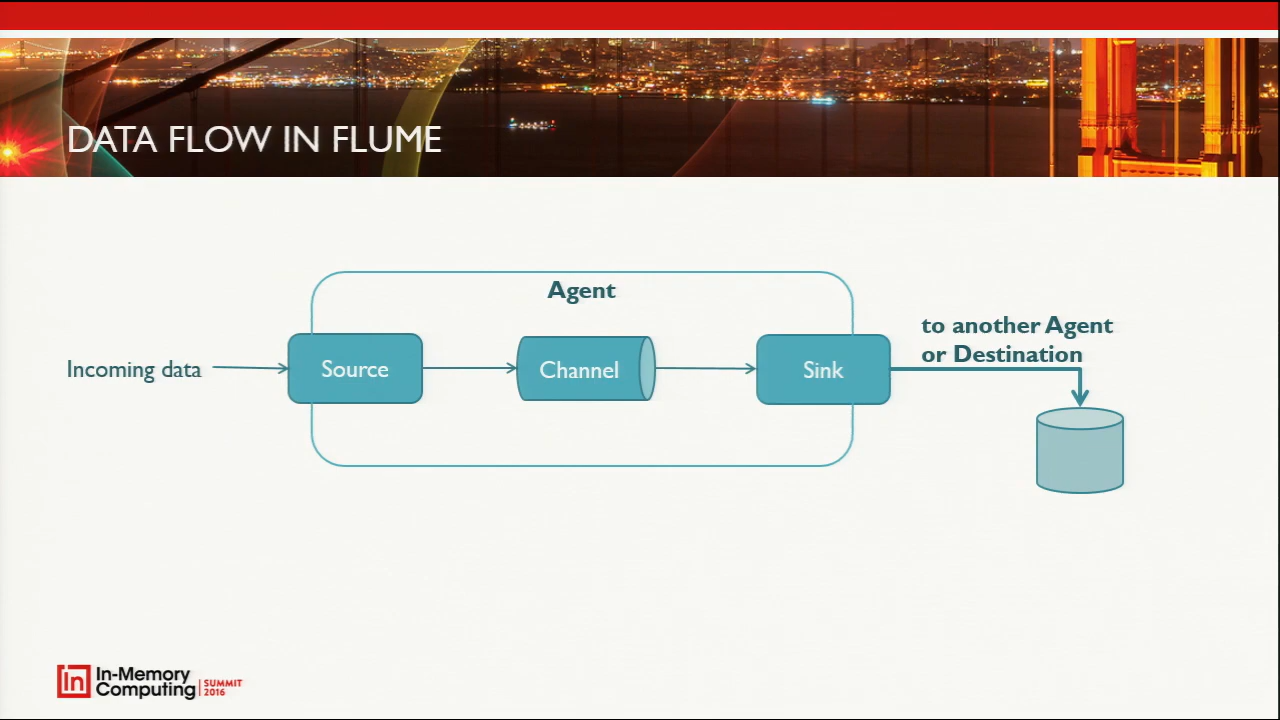 DATA FLOW IN FLUME
Agent
to another Agent
or Destination
Incoming data
Source
Channel
Sink
in
In-Memory
Computing
SUMMIT
2016